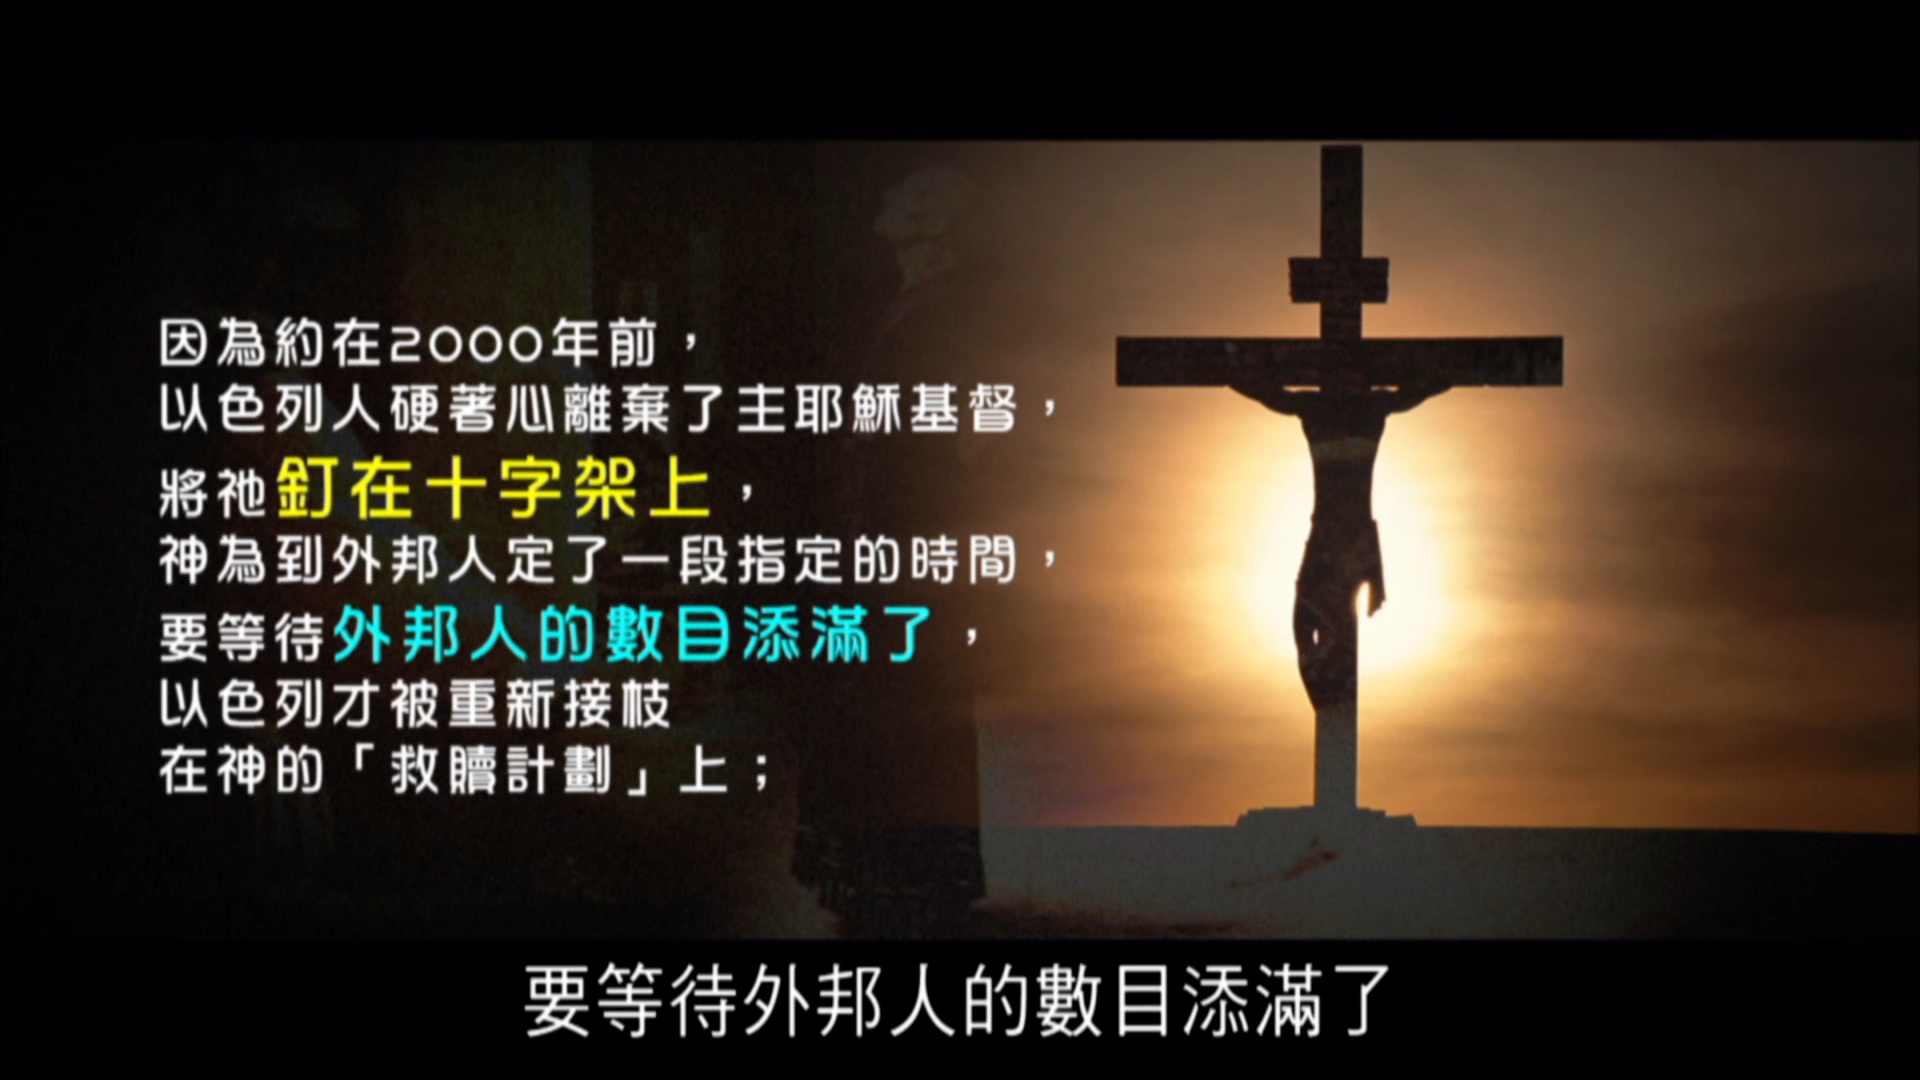 因為約在2000年前，
以色列人硬著心離棄了主耶穌基督，
將祂釘在十字架上，
神為到外邦人定了一段指定的時間，
要等待外邦人的數目添滿了，
以色列才被重新接枝
在神的「救贖計劃」上；
要等待外邦人的數目添滿了